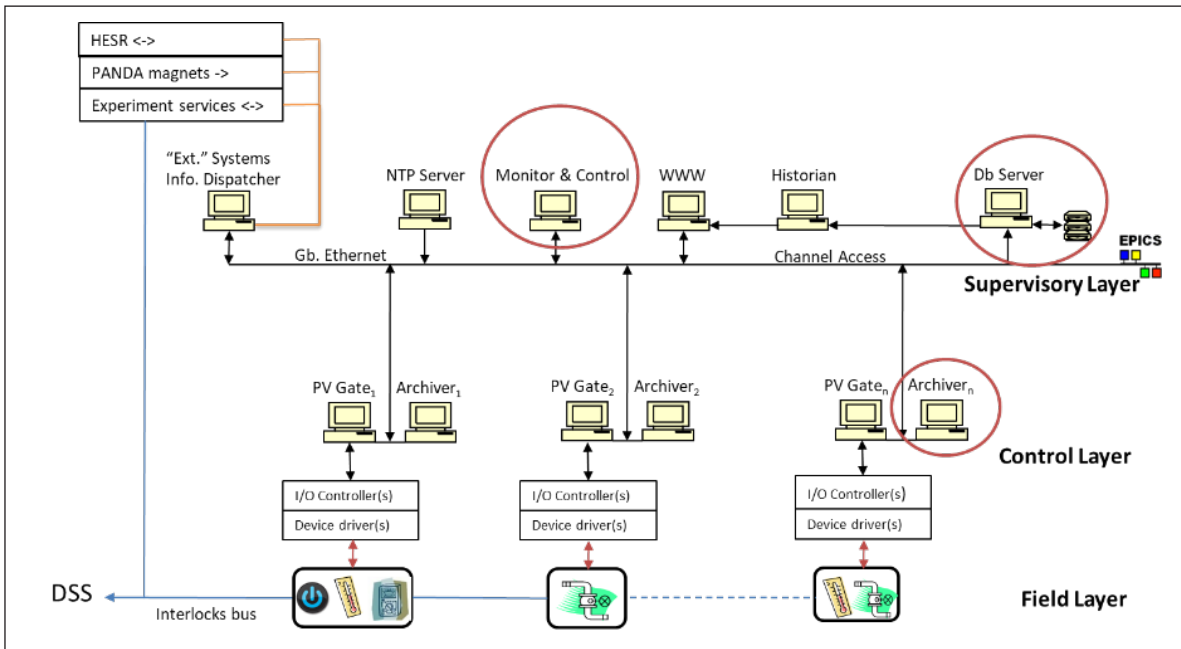 HESR <->
PANDA magnets ->
Experiment services <->
“Ext.” Systems
Info. Dispatcher
NTP Server
Monitor & Control
WWW
Historian
Db Server
Gb. Ethernet
Channel Access
EPICS
Supervisory Layer
PV Gate1
Archiver1
PV Gate2
Archiver2
PV Gaten
Archivern
Control Layer
I/O Controller(s)
Device driver(s)
I/O Controller(s)
Device driver(s)
I/O Controller(s)
Device driver(s)
DSS
Interlocks bus
Field Layer